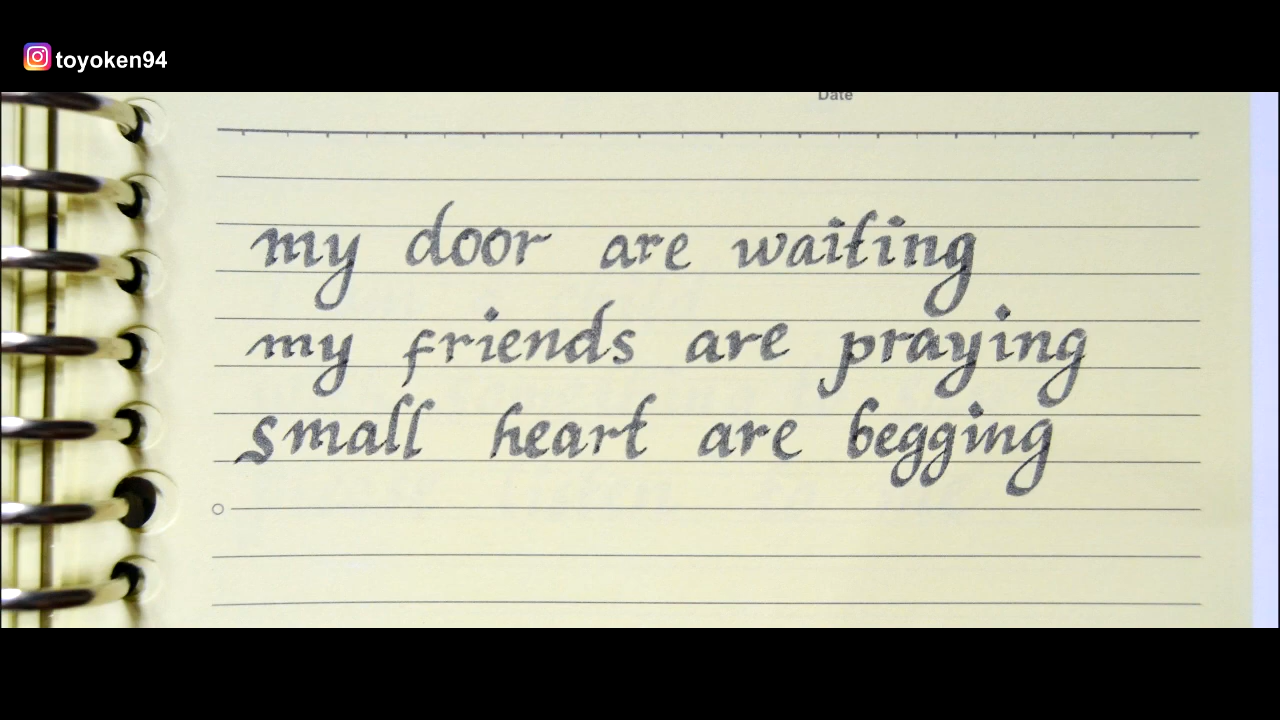 toyoken94
Date
my door are waiting
my friends are praying
small heart are begging